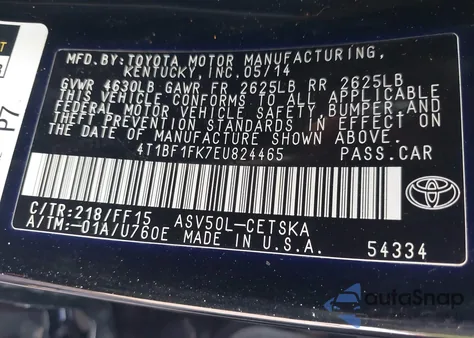 MFD.BY:TOYOTA MOTOR MANUFACTURING,
KENTUCKY,INC.05/14
GVWR 4630LB GAWR FR 2625LB RR 2625LB
THIS VEHICLE CONFORMS TO ALL APPLICABLE
FEDERAL MOTOR VEHICLE SAFETY, BUMPER AND
THEFT PREVENTION STANDARDS IN EFFECT ON
THE DATE OF MANUFACTURE SHOWN ABOVE.
4T1BF1FK7EU824465 PASS.CAR
C/TR:218/FF15 ASV50L-CETSKA
A/TM:-01A/U760E MADE IN U.S.A.
54334
TOYOTA
P7
autoSnap